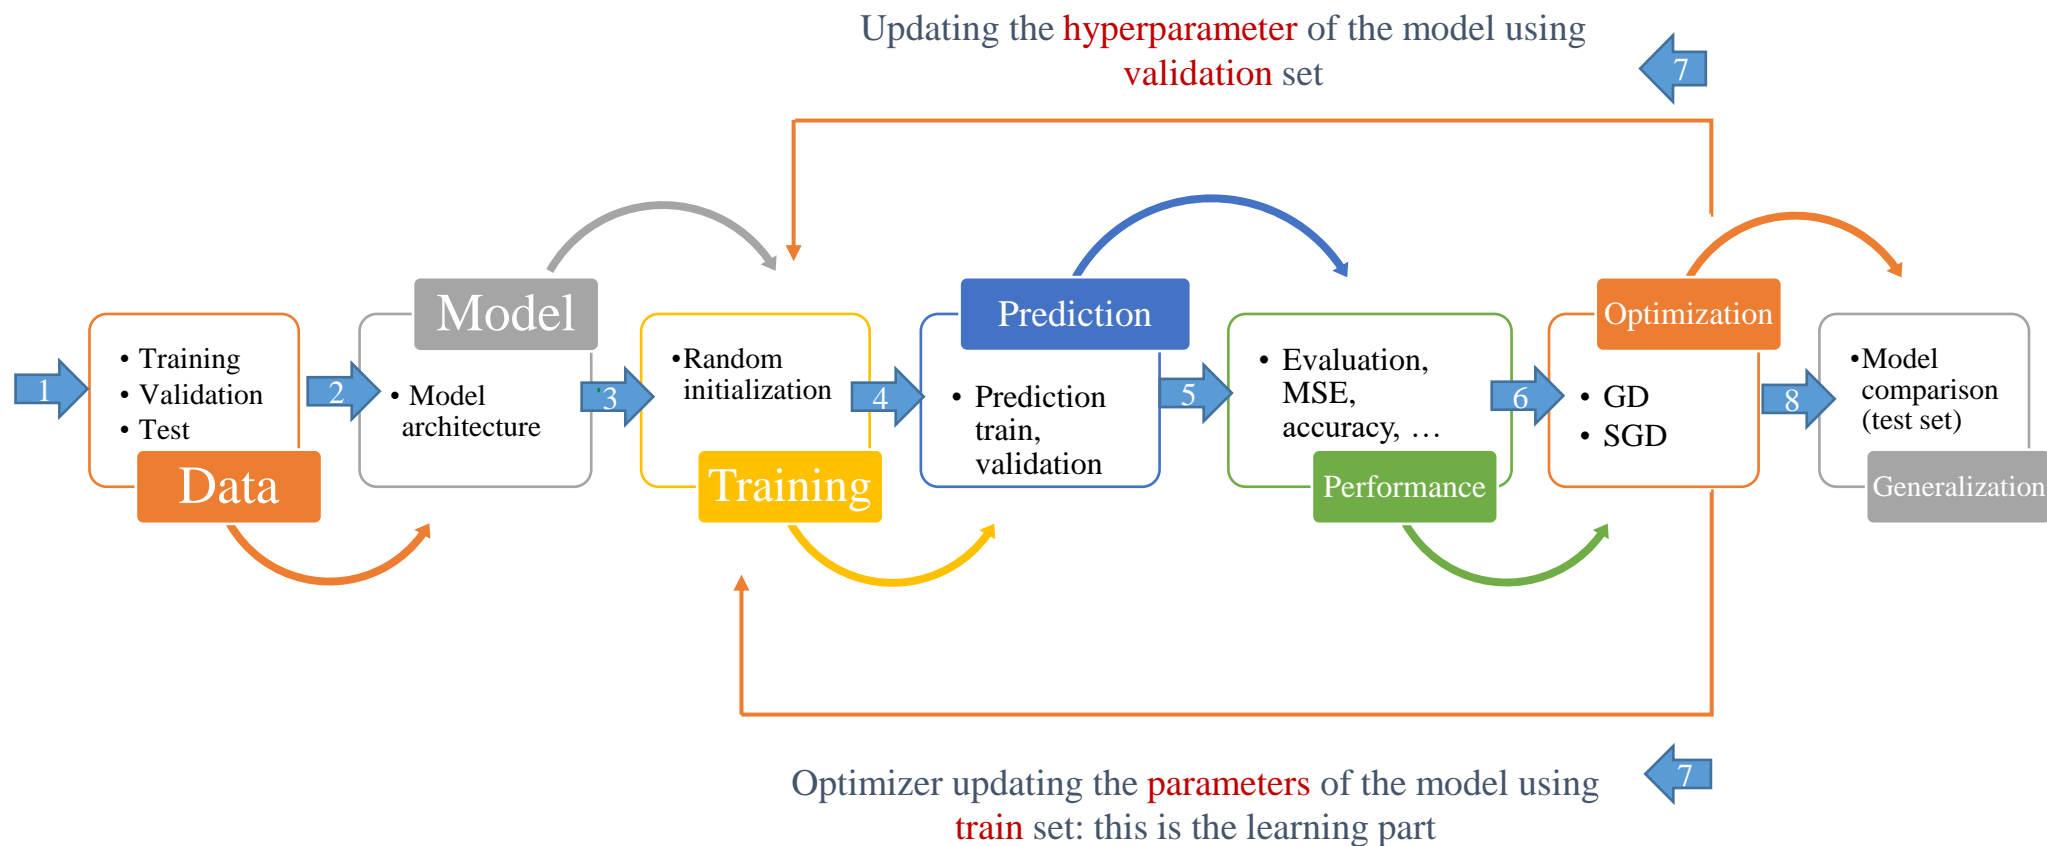 Updating the hyperparameter of the model using
validation set
7
1
• Training
• Validation
• Test
Data
2
Model
• Model
architecture
3
•Random
initialization
Training
4
Prediction
• Prediction
train,
validation
5
• Evaluation,
MSE,
accuracy, …
Performance
6
Optimization
• GD
• SGD
8
•Model
comparison
(test set)
Generalization
7
Optimizer updating the parameters of the model using
train set: this is the learning part